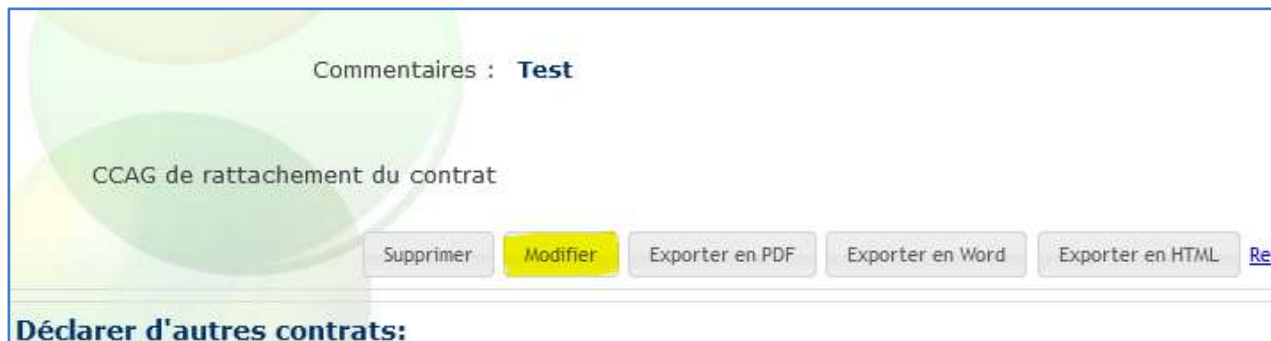 Commentaires : Test
CCAG de rattachement du contrat
Supprimer Modifier Exporter en PDF Exporter en Word Exporter en HTML Re
Déclarer d'autres contrats: